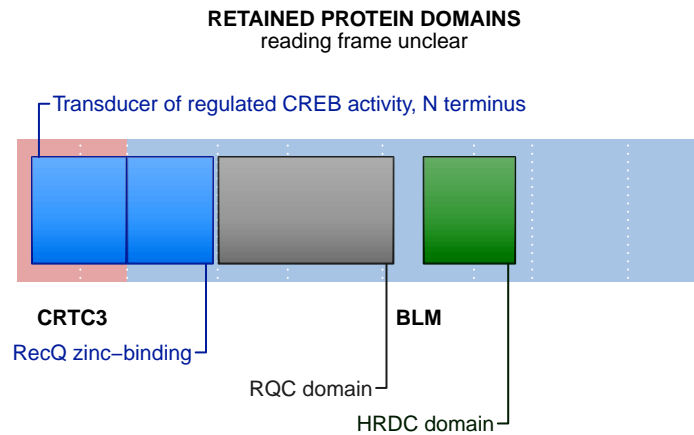 RETAINED PROTEIN DOMAINS
reading frame unclear
Transducer of regulated CREB activity, N terminus
CRTC3
BLM
RecQ zinc−binding
RQC domain
HRDC domain